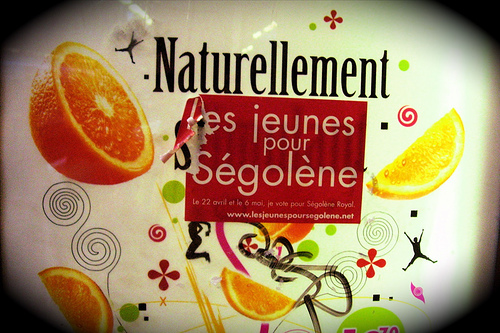 Naturellement
Les jeunes
pour
Ségolène
Le 22 avril et le 6 mai, je vote pour Ségolène Royal.
www.lesjeunespoursegolene.net